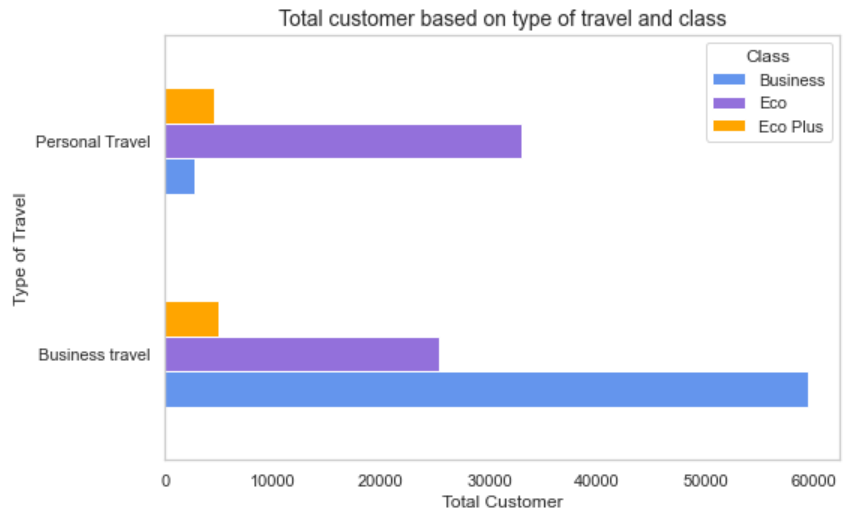 Total customer based on type of travel and class
Class
Business
Eco
Eco Plus
Type of Travel
Personal Travel
Business travel
0 10000 20000 30000 40000 50000 60000
Total Customer